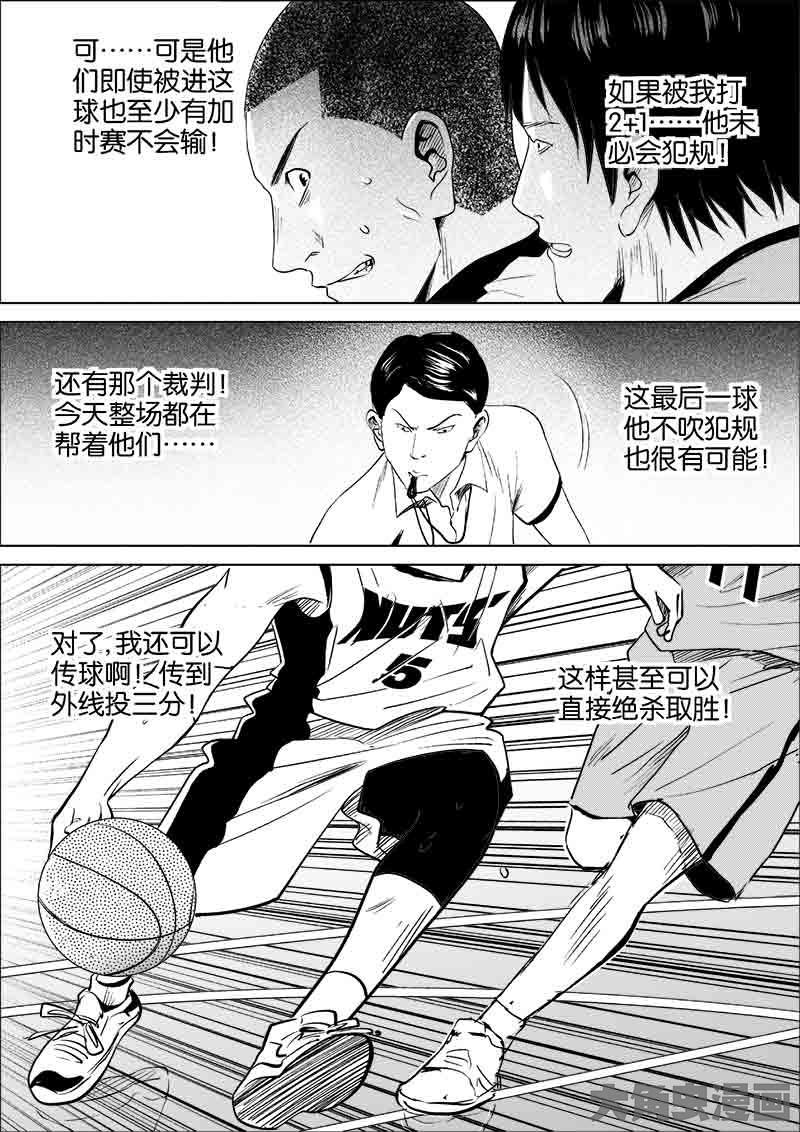 可……可是他
们即使被进这
球也至少有加
时赛不会输！
如果被我打
2+1……他未
必会犯规！
还有那个裁判！
今天整场都在
帮着他们……
这最后一球
他不吹犯规
也很有可能！
对了，我还可以
传球啊！传到
外线投三分！
这样甚至可以
直接绝杀取胜！
NUTS
5
大角虫漫画